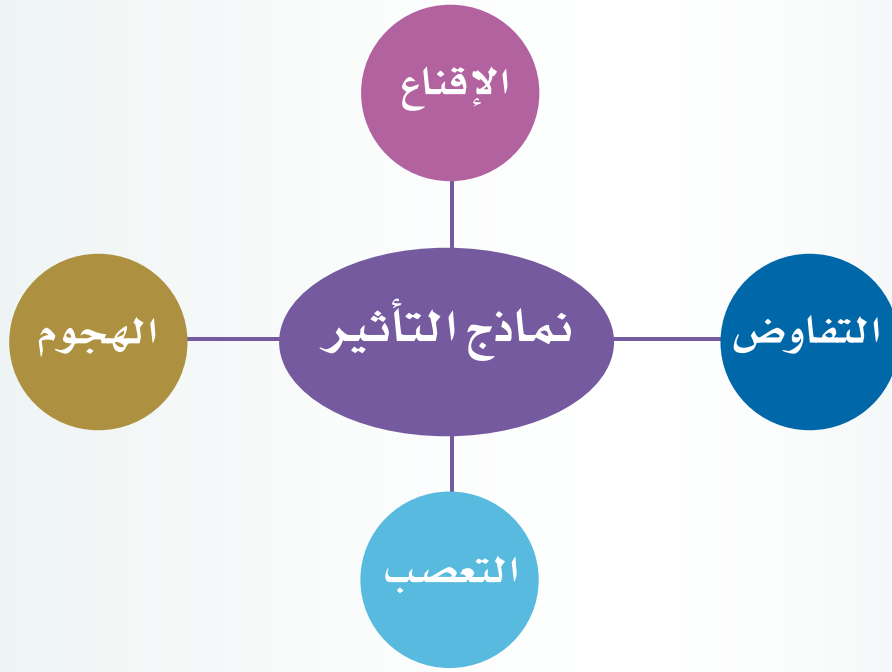 الإقناع
التفاوض
نماذج التأثير
الهجوم
التعصب